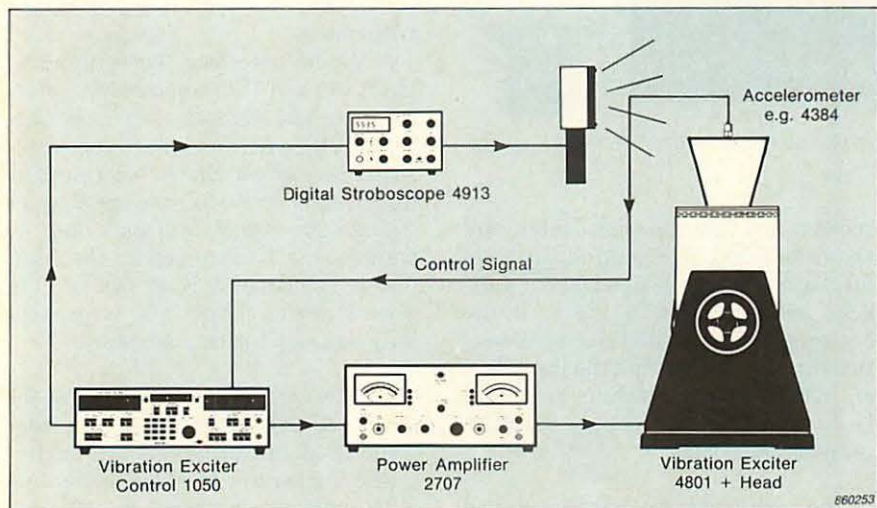 Accelerometer
e.g. 4384
Digital Stroboscope 4913
Control Signal
Vibration Exciter
Control 1050
Power Amplifier
2707
Vibration Exciter
4801 + Head
860253